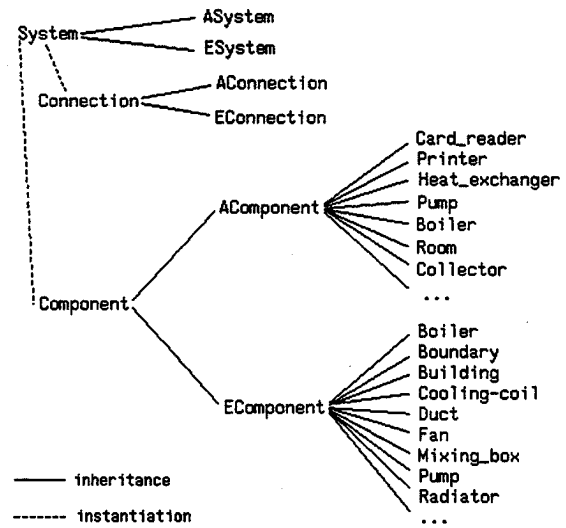 System
ASystem
ESystem
Connection
AConnection
EConnection
Component
AComponent
Card_reader
Printer
Heat_exchanger
Pump
Boiler
Room
Collector
...
EComponent
Boiler
Boundary
Building
Cooling-coil
Duct
Fan
Mixing_box
Pump
Radiator
...
inheritance
instantiation